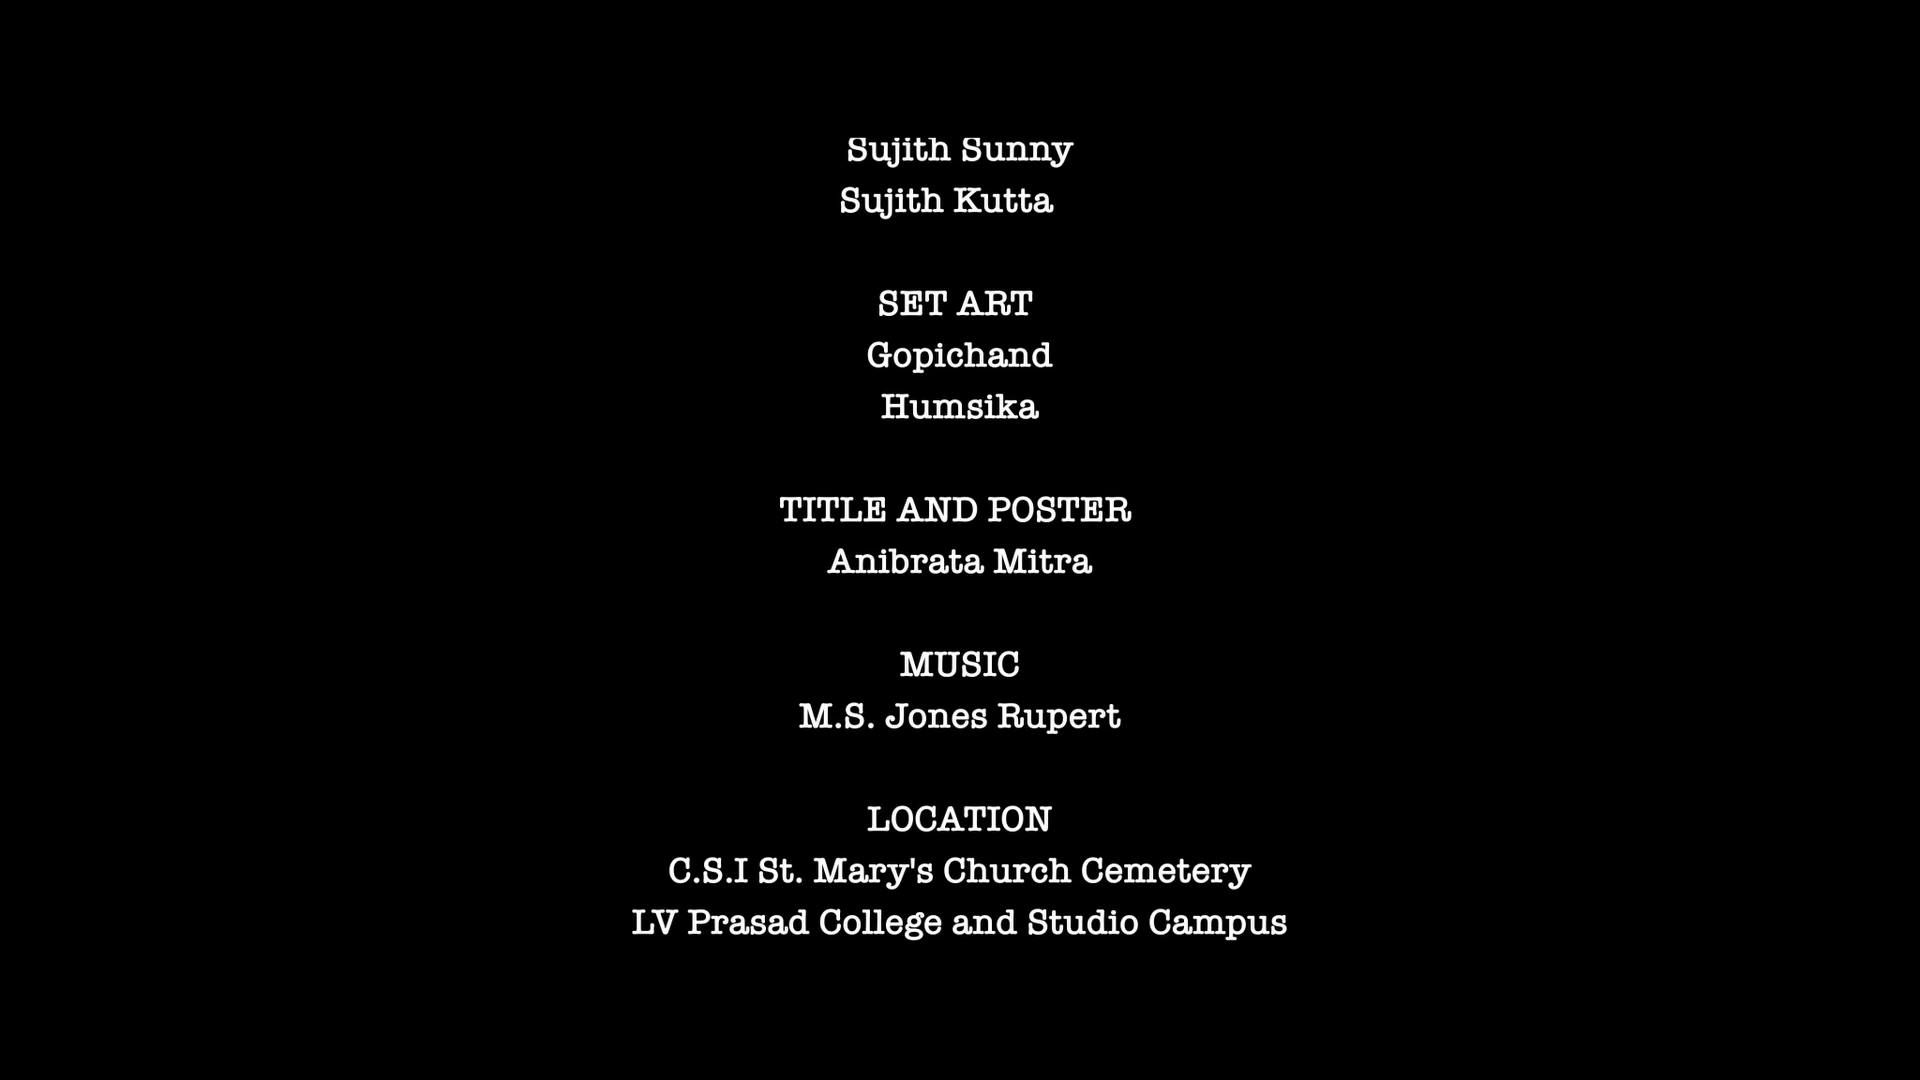 Sujith Sunny
Sujith Kutta
SET ART
Gopichand
Humsika
TITLE AND POSTER
Anibrata Mitra
MUSIC
M.S. Jones Rupert
LOCATION
C.S.I St. Mary's Church Cemetery
LV Prasad College and Studio Campus